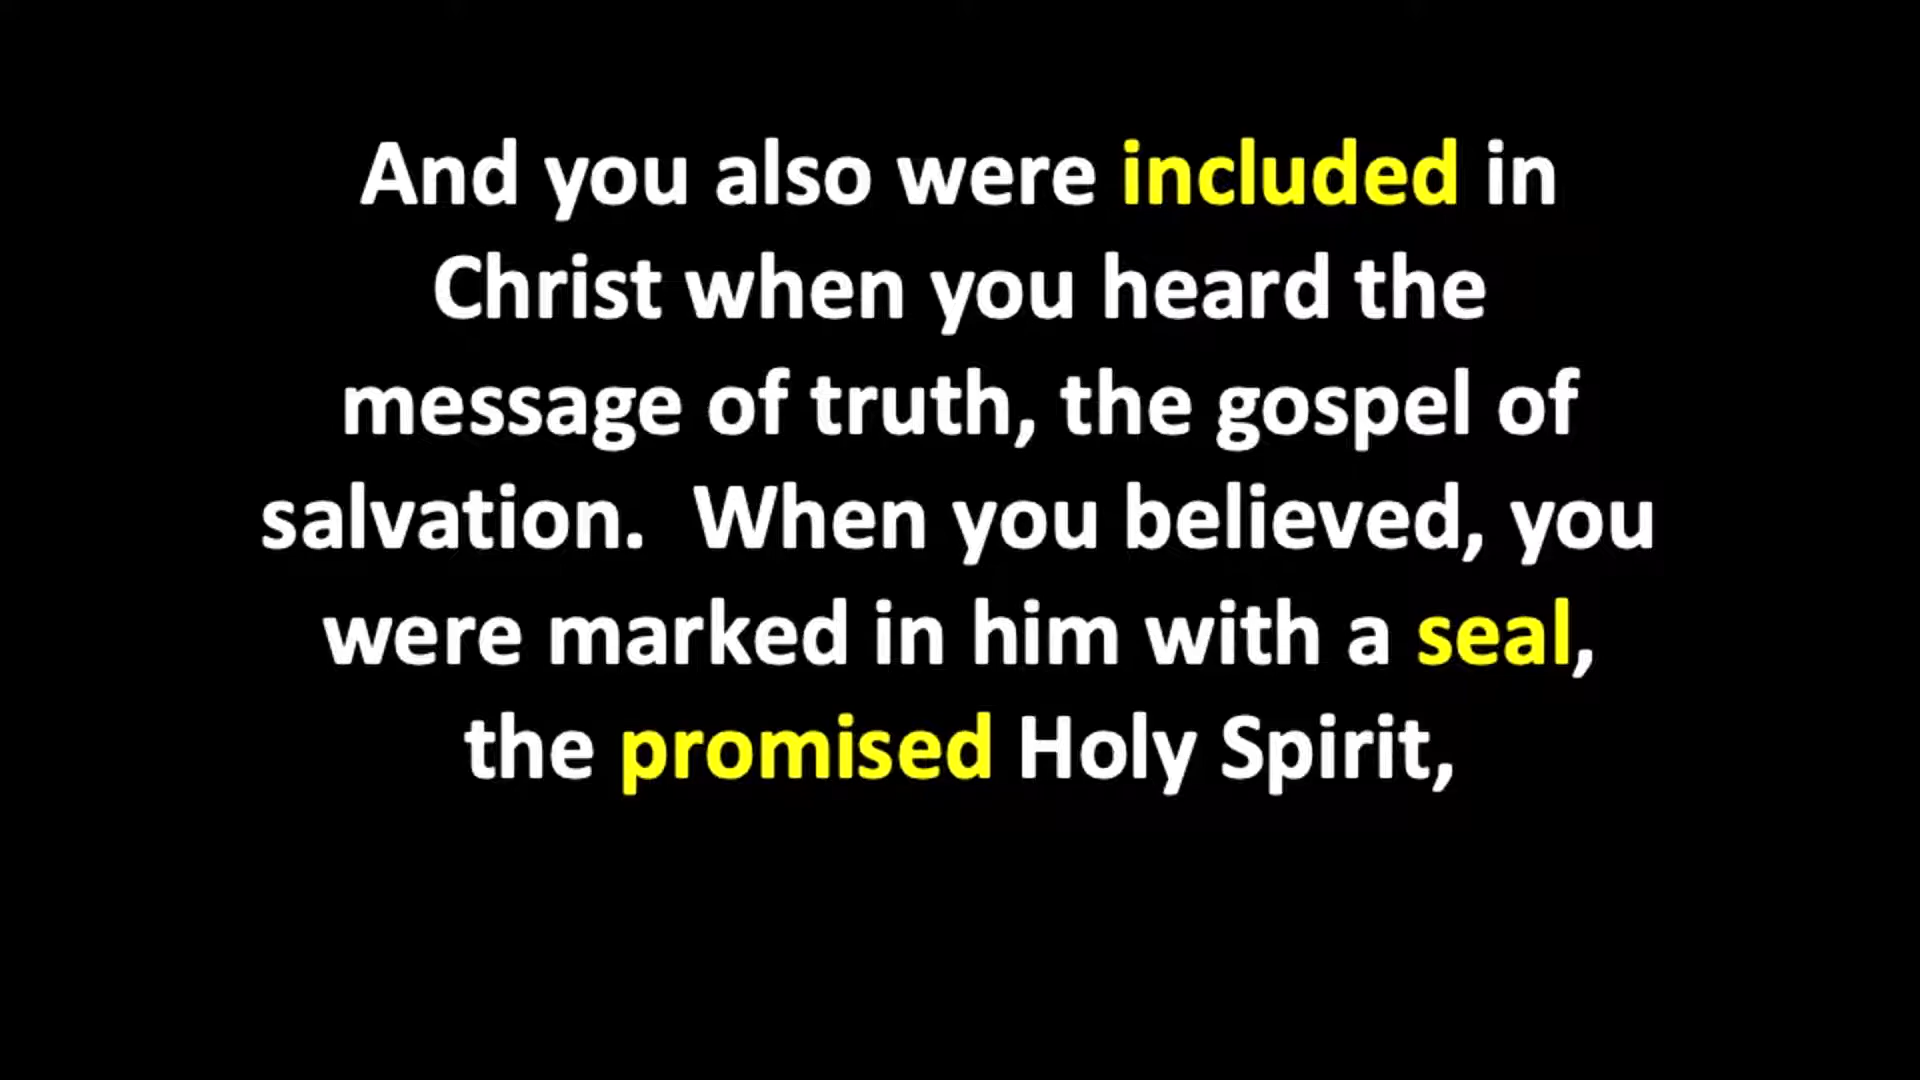 And you also were included in
Christ when you heard the
message of truth, the gospel of
salvation.  When you believed, you
were marked in him with a seal,
the promised Holy Spirit,